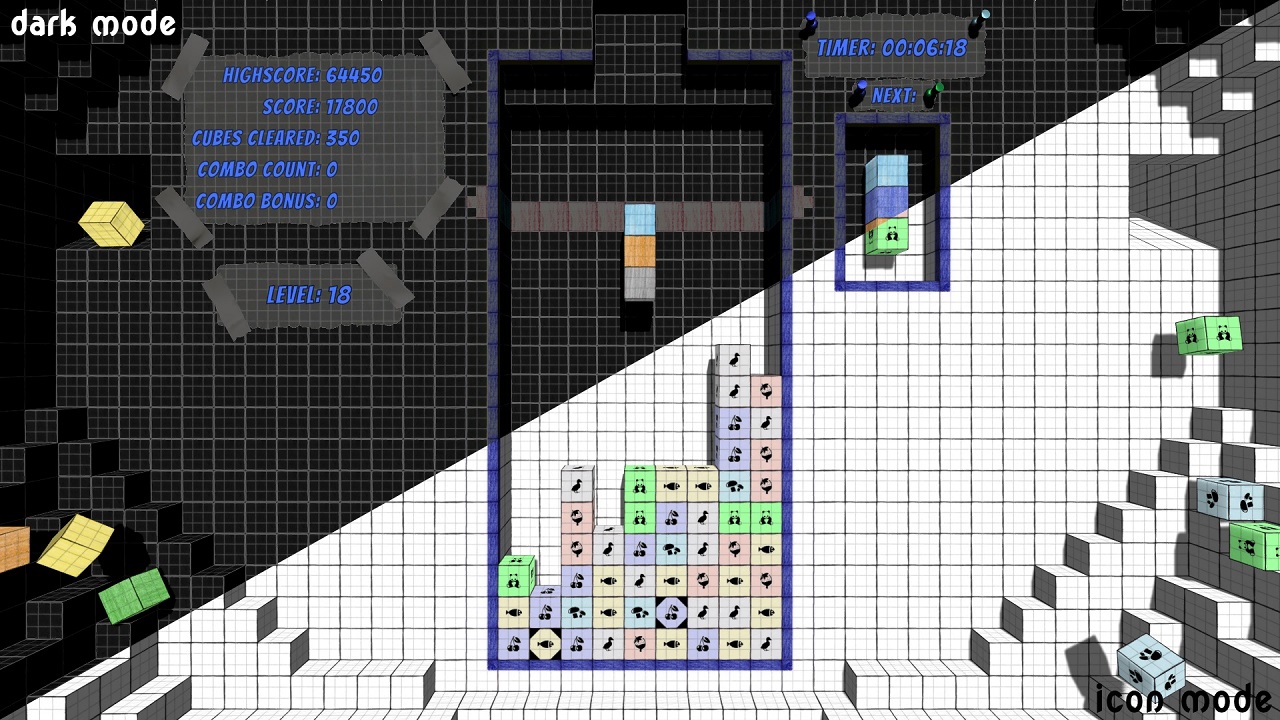 dark mode
HIGHSCORE: 64450
SCORE: 17800
CUBES CLEARED: 350
COMBO COUNT: 0
COMBO BONUS: 0
LEVEL: 18
TIMER: 00:06:18
NEXT:
icon mode